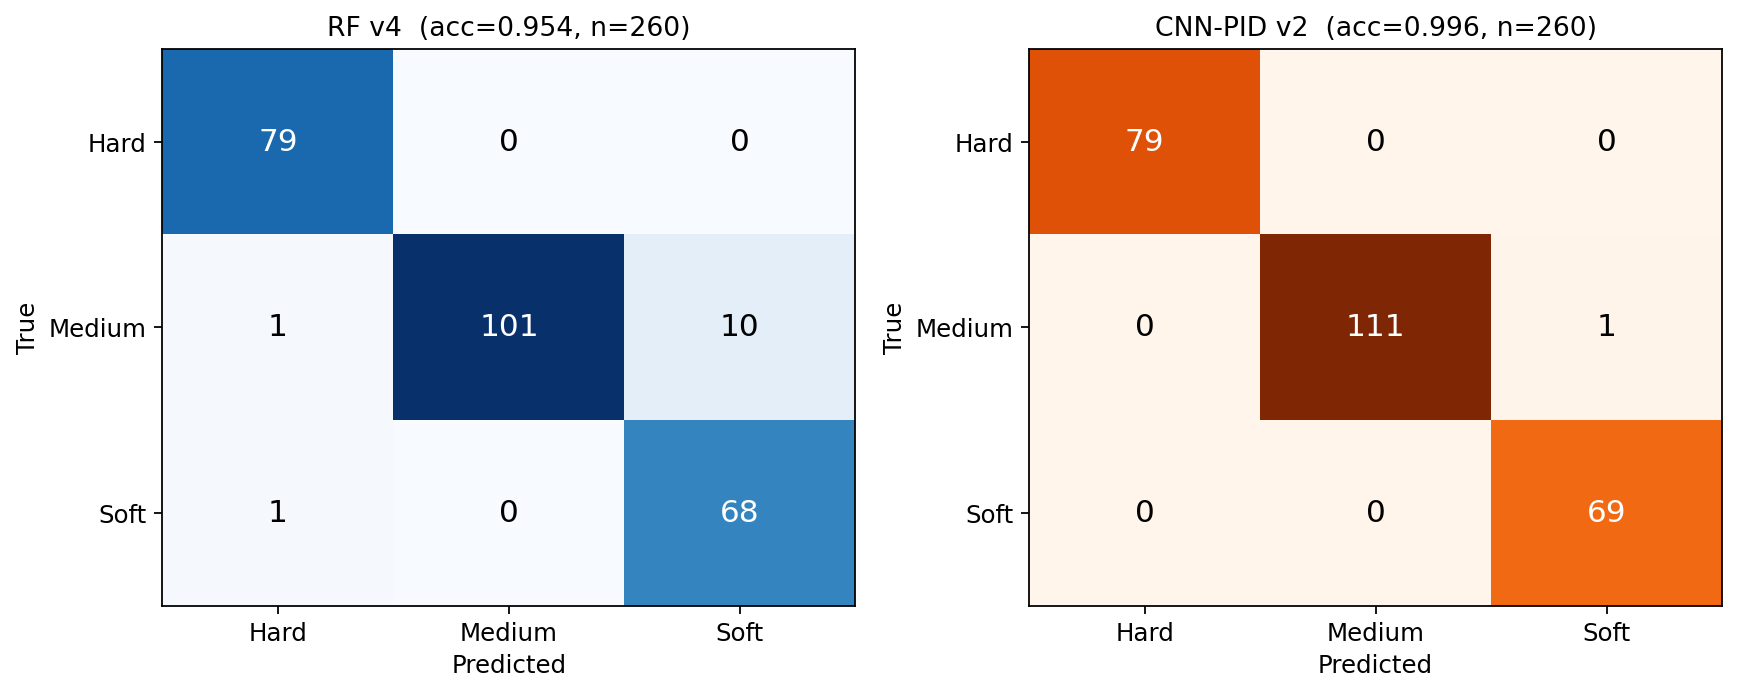 RF v4  (acc=0.954, n=260)
True
Hard
79 0 0
Medium
1 101 10
Soft
1 0 68
Hard Medium Soft
Predicted
CNN-PID v2  (acc=0.996, n=260)
True
Hard
79 0 0
Medium
0 111 1
Soft
0 0 69
Hard Medium Soft
Predicted